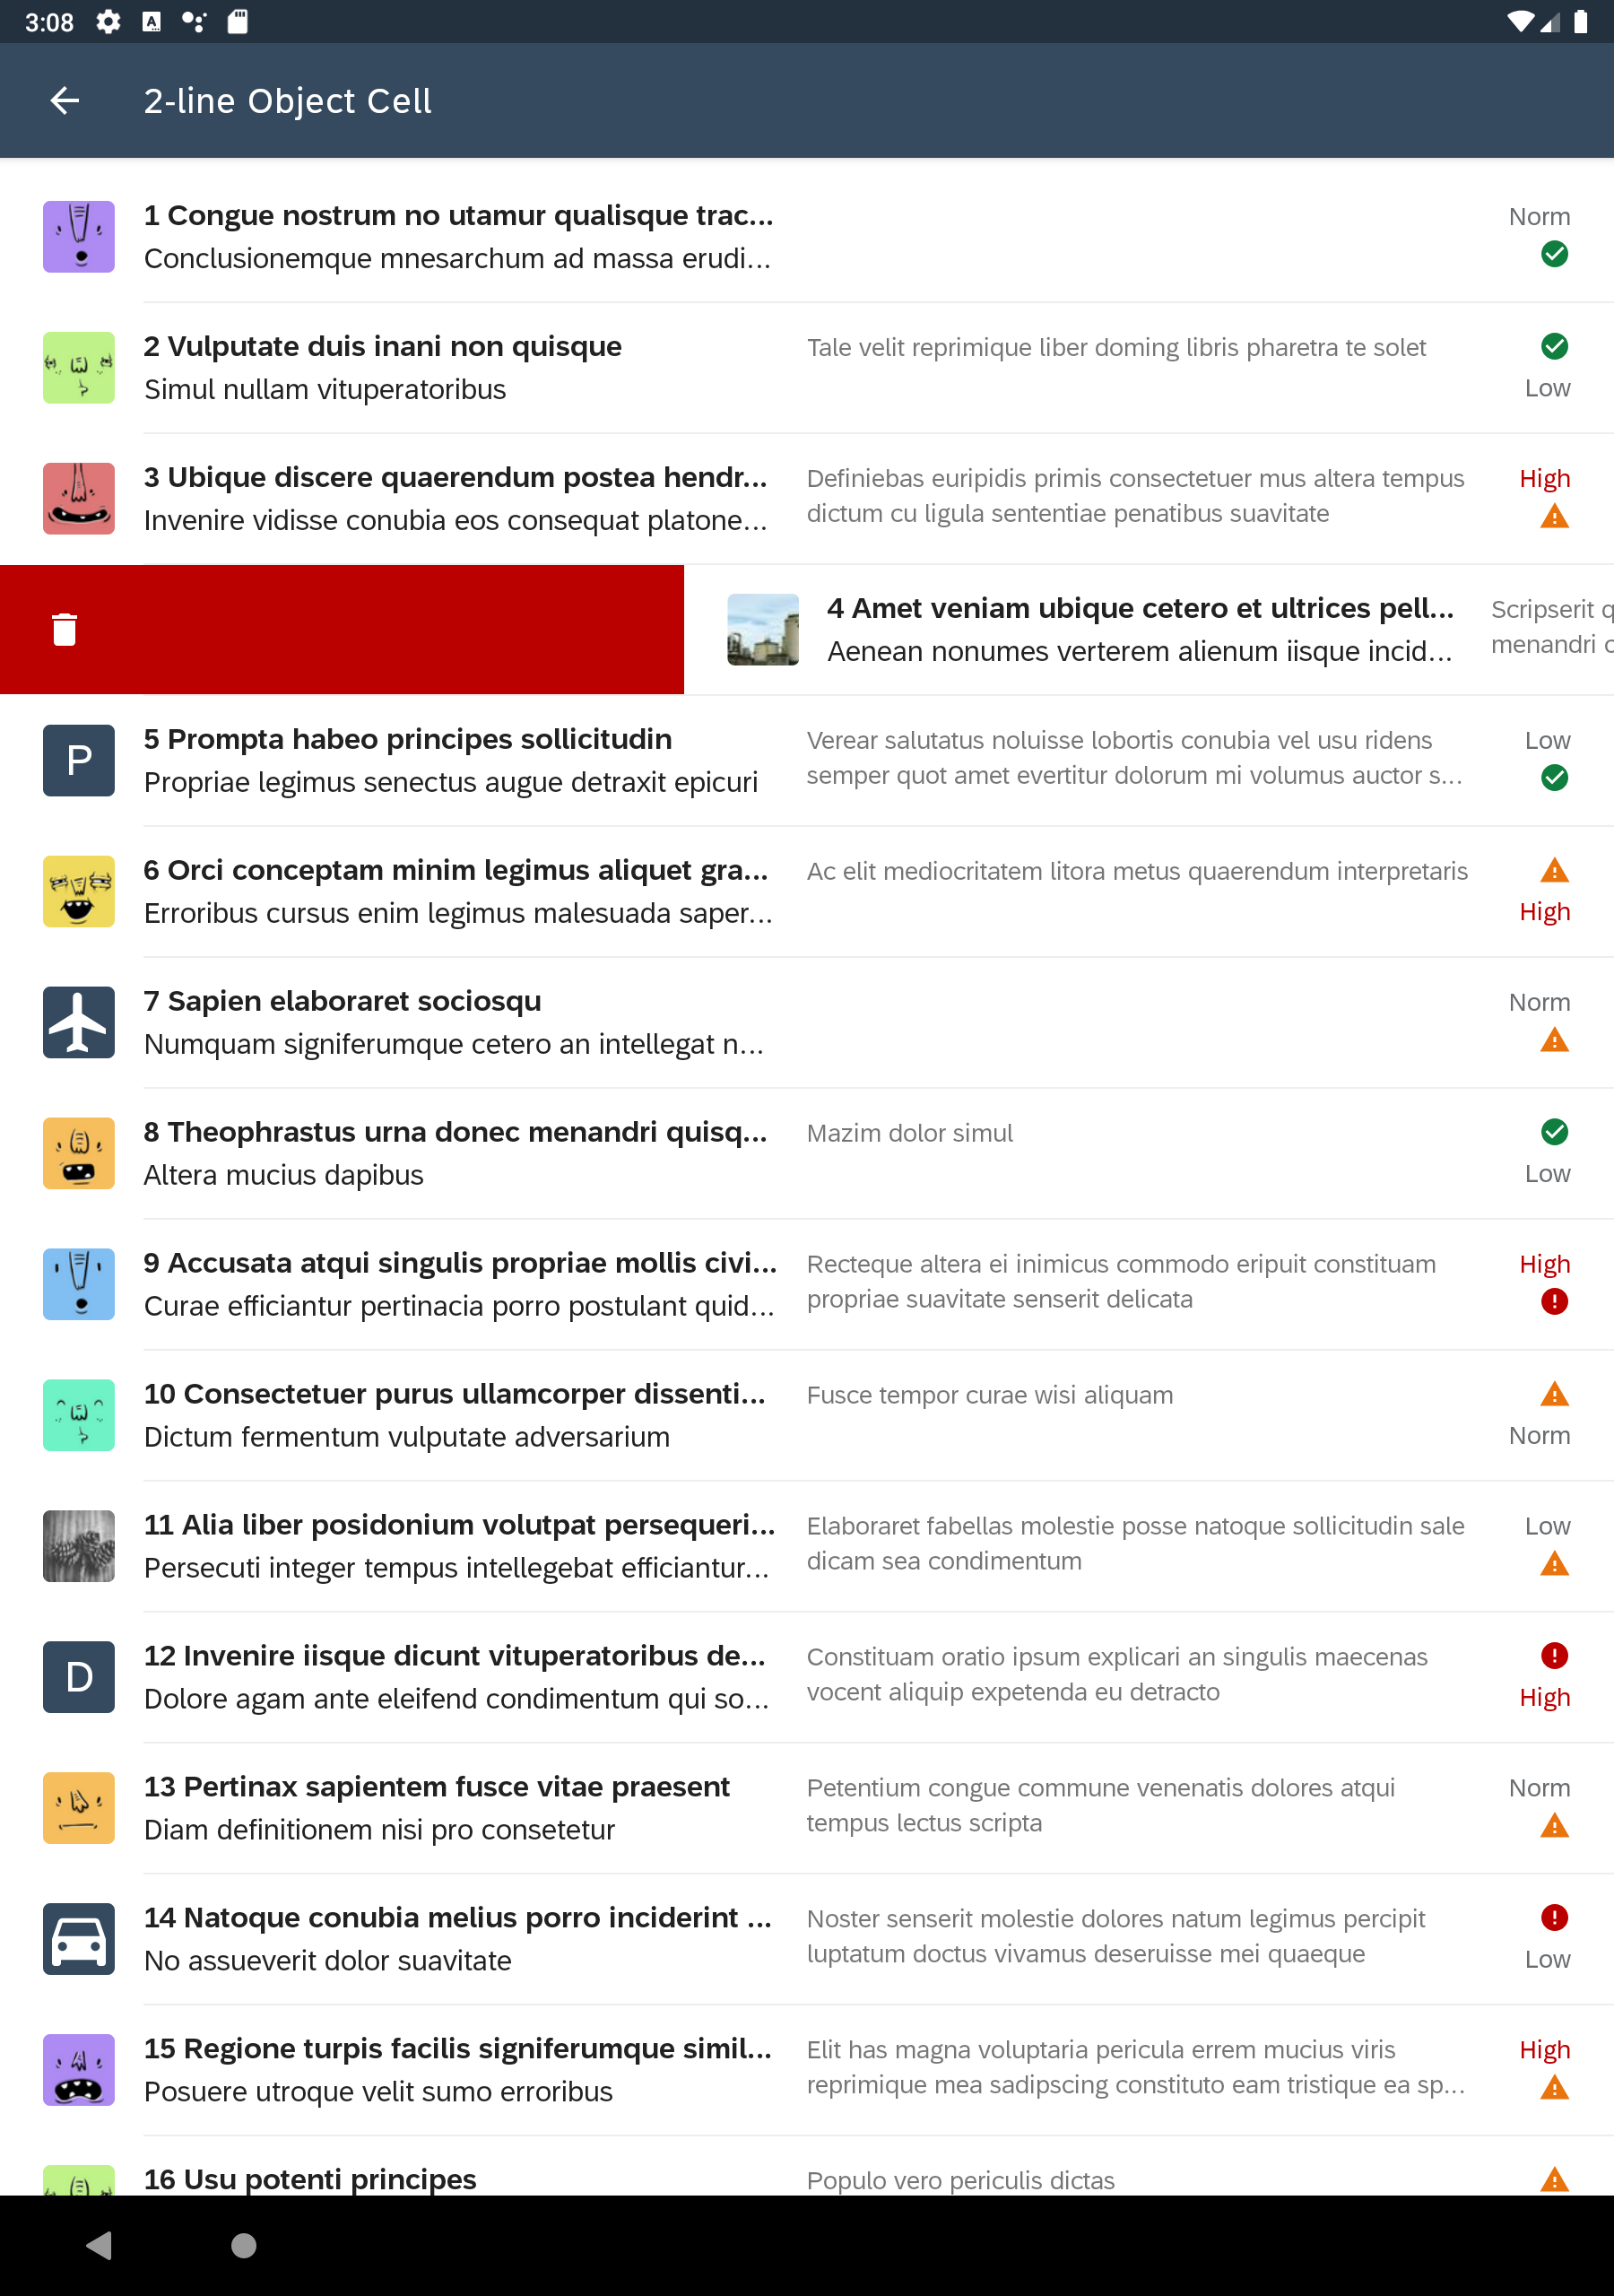 3:08
2-line Object Cell
1 Congue nostrum no utamur qualisque trac...
Conclusionemque mnesarchum ad massa erudi...
Norm
2 Vulputate duis inani non quisque
Simul nullam vituperatoribus
Tale velit reprimique liber doming libris pharetra te solet
Low
3 Ubique discere quaerendum postea hendr...
Invenire vidisse conubia eos consequat platone...
Definiebas euripidis primis consectetuer mus altera tempus
dictum cu ligula sententiae penatibus suavitate
High
4 Amet veniam ubique cetero et ultrices pell...
Aenean nonumes verterem alienum iisque incid...
Scripserit q
menandri
5 Prompta habeo principes sollicitudin
Propriae legimus senectus augue detraxit epicuri
Verear salutatus noluisse lobortis conubia vel usu ridens
semper quot amet evertitur dolorum mi volumus auctor s...
Low
P
6 Orci conceptam minim legimus aliquet gra...
Erroribus cursus enim legimus malesuada saper...
Ac elit mediocritatem litora metus quaerendum interpretaris
High
7 Sapien elaboraret sociosqu
Numquam signiferumque cetero an intellegat n...
Norm
8 Theophrastus urna donec menandri quisq...
Altera mucius dapibus
Mazim dolor simul
Low
9 Accusata atqui singulis propriae mollis civi...
Curae efficiantur pertinacia porro postulant quid...
Recteque altera ei inimicus commodo eripuit constituam
propriae suavitate senserit delicata
High
10 Consectetuer purus ullamcorper dissenti...
Dictum fermentum vulputate adversarium
Fusce tempor curae wisi aliquam
Norm
11 Alia liber posidonium volutpat persequeri...
Persecuti integer tempus intellegebat efficiantur...
Elaboraret fabellas molestie posse natoque sollicitudin sale
dicam sea condimentum
Low
D
12 Invenire iisque dicunt vituperatoribus de...
Dolore agam ante eleifend condimentum qui so...
Constituam oratio ipsum explicari an singulis maecenas
vocent aliquip expetenda eu detracto
High
13 Pertinax sapientem fusce vitae praesent
Diam definitionem nisi pro consetetur
Petentium congue commune venenatis dolores atqui
tempus lectus scripta
Norm
14 Natoque conubia melius porro inciderint ...
No assueverit dolor suavitate
Noster senserit molestie dolores natum legimus percipit
luptatum doctus vivamus deseruisse mei quaeque
Low
15 Regione turpis facilis signiferumque simil...
Posuere utroque velit sumo erroribus
Elit has magna voluptaria pericula errem mucius viris
reprimique mea sadipscing constituto eam tristique ea sp...
High
16 Usu potenti principes
Populo vero periculis dictas